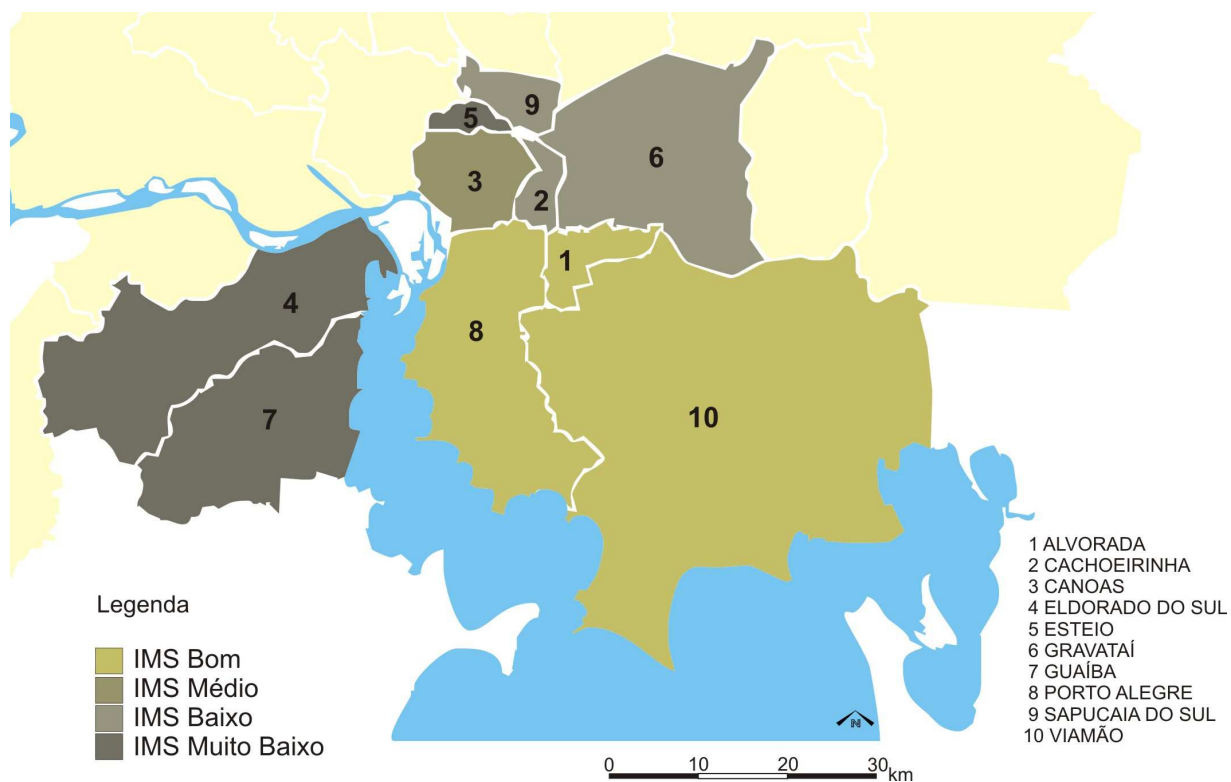 9
5
6
3
2
1
4
8
7
10
1 ALVORADA
2 CACHOEIRINHA
3 CANOAS
4 ELDORADO DO SUL
5 ESTEIO
6 GRAVATAÍ
7 GUAÍBA
8 PORTO ALEGRE
9 SAPUCAIA DO SUL
10 VIAMÃO
Legenda
IMS Bom
IMS Médio
IMS Baixo
IMS Muito Baixo
N
0 10 20 30 km